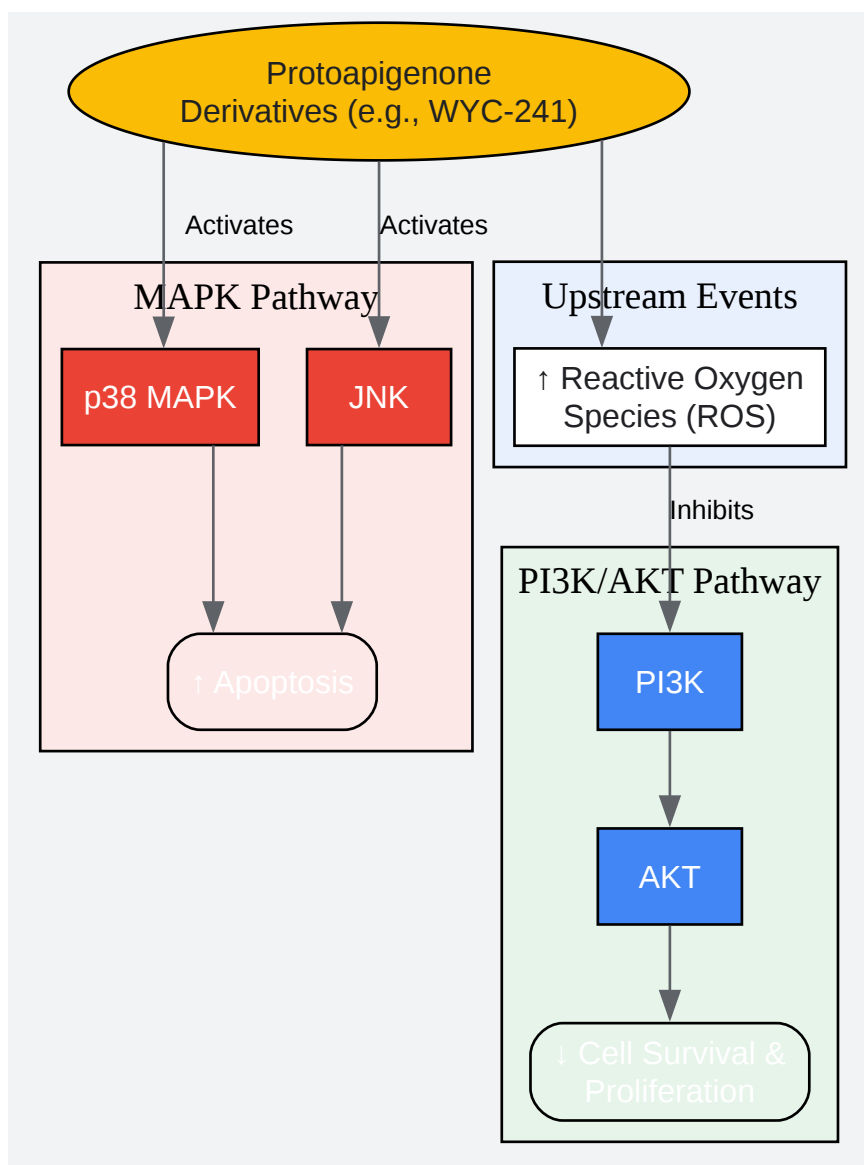 Protoapigenone
Derivatives (e.g., WYC-241)
Activates
Activates
MAPK Pathway
Upstream Events
p38 MAPK
JNK
↑ Reactive Oxygen
Species (ROS)
Inhibits
PI3K/AKT Pathway
↑ Apoptosis
PI3K
AKT
↓ Cell Survival &
Proliferation